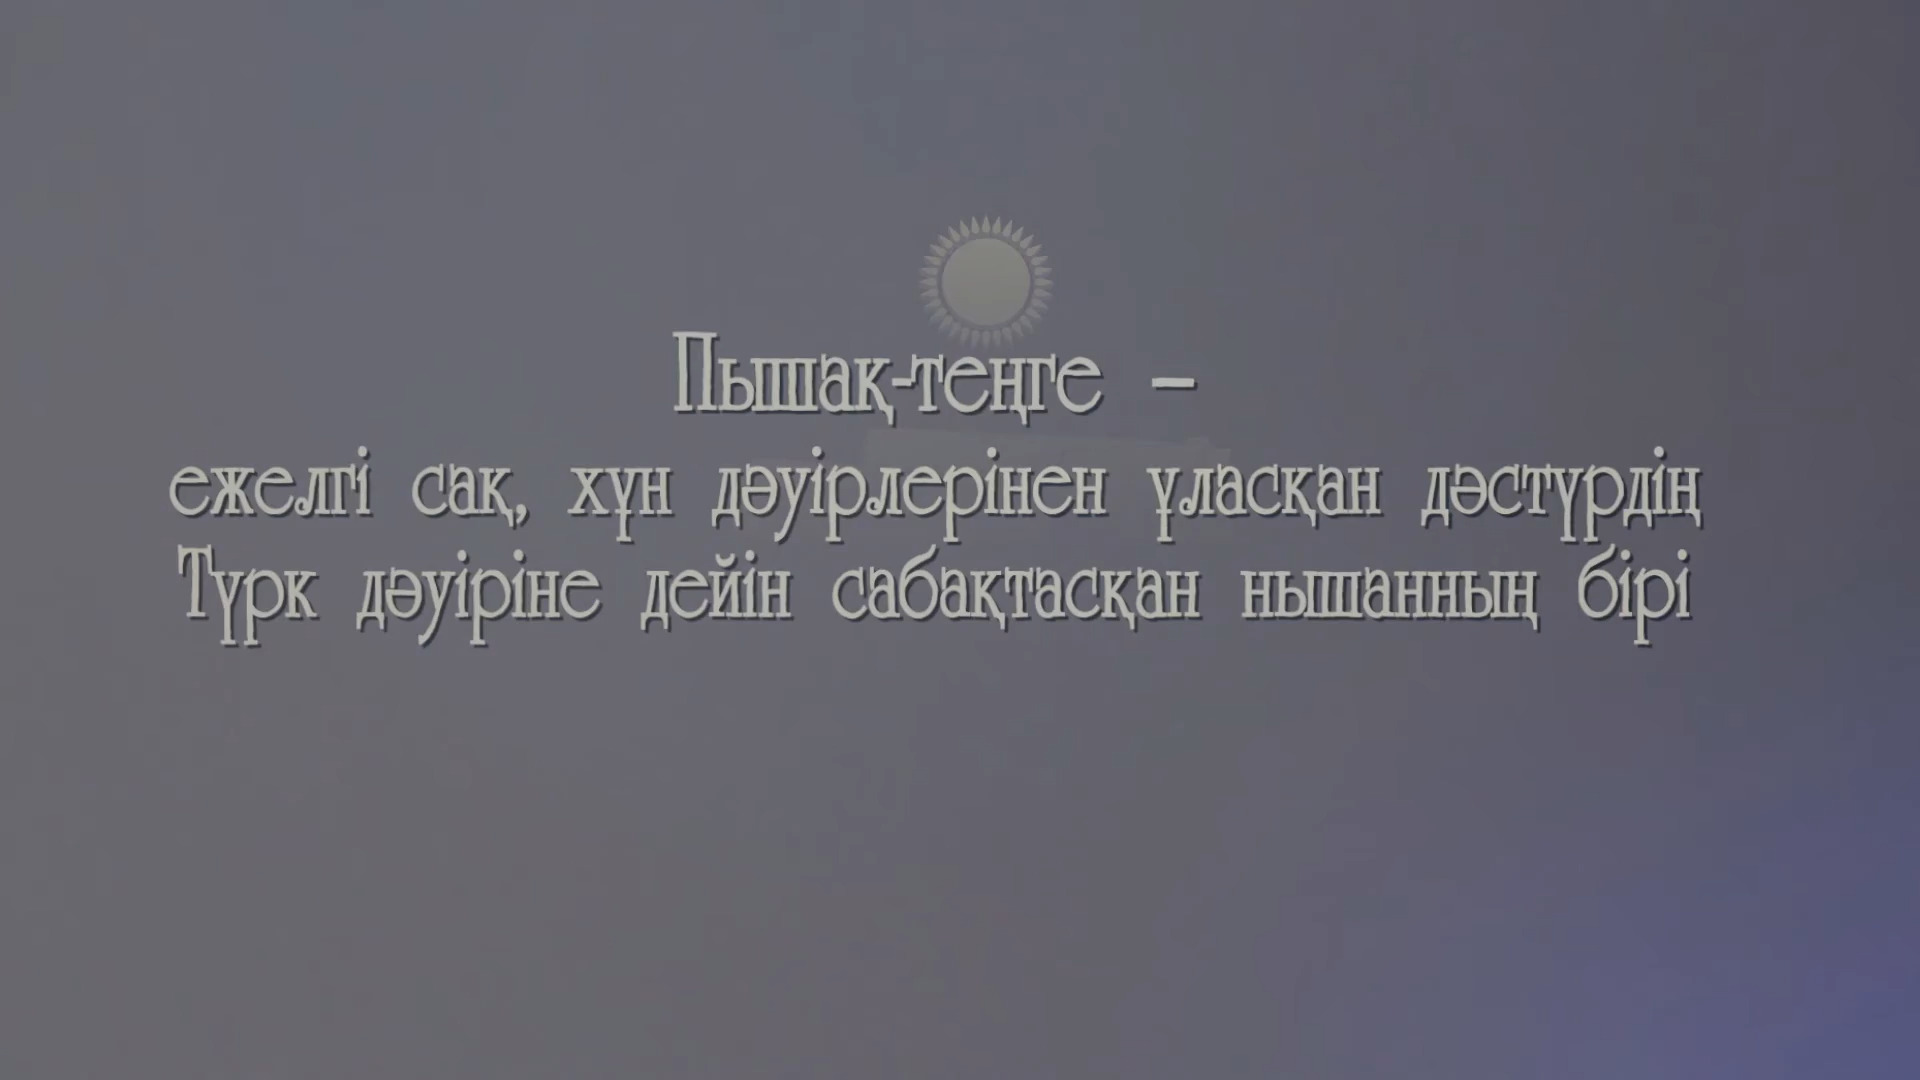 Пышақ-теңге –
ежелгі сақ, хұн дәуірлерінен ұласқан дәстүрдің
Түрк дәуіріне дейін сабақтасқан нышанның бірі